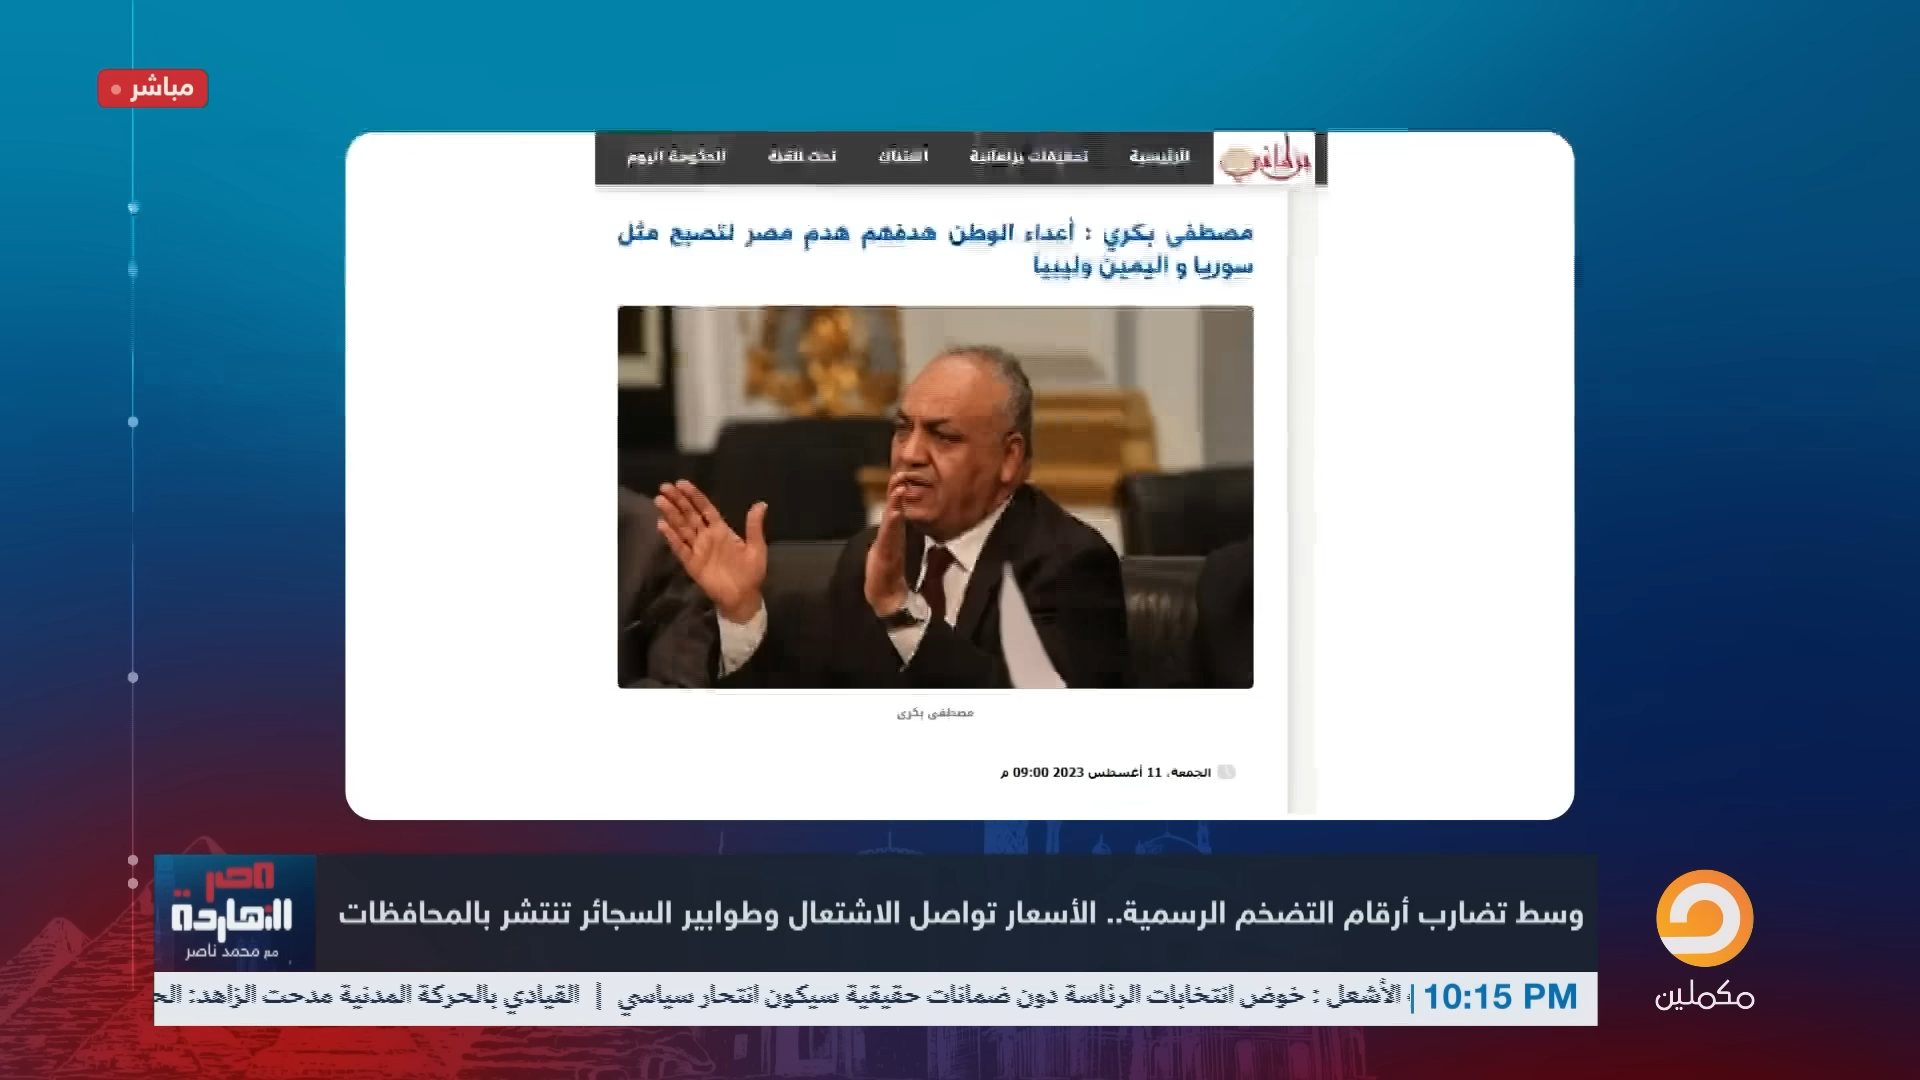 مباشر
برلماني
الرئيسية تحقيقات برلمانية استباق تحت القبة الحكومة اليوم
مصطفى بكري : أعداء الوطن هدفهم هدم مصر لتصبح مثل
سوريا و اليمين وليبيا
مصطفى بكرى
الجمعة، 11 أغسطس 2023 09:00 م
مصر
النهاردة
مع محمد ناصر
وسط تضارب أرقام التضخم الرسمية.. الأسعار تواصل الاشتعال وطوابير السجائر تنتشر بالمحافظات
10:15 PM
الأشعل : خوض انتخابات الرئاسة دون ضمانات حقيقية سيكون انتحار سياسي | القيادي بالحركة المدنية مدحت الزاهد:
مكملين